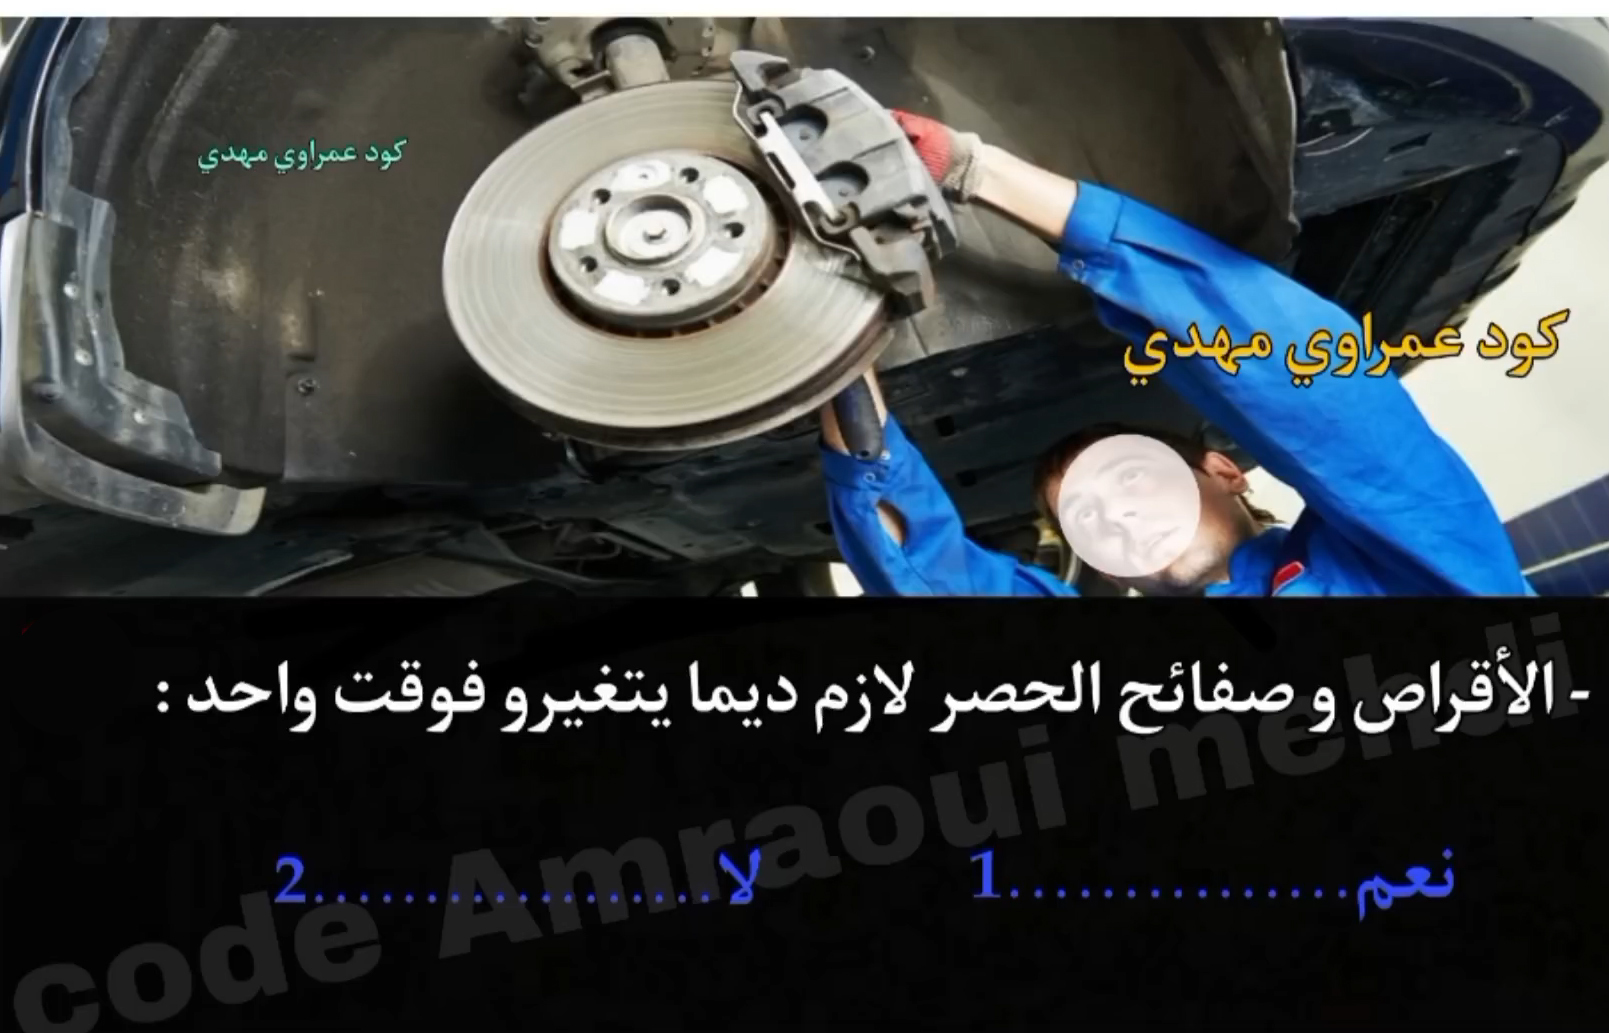 كود عمراوي مهدي
كود عمراوي مهدي
- الأقراص و صفائح الحصر لازم ديما يتغيرو فوقت واحد :
نعم...............1 لا..................2
code Amraoui mehdi